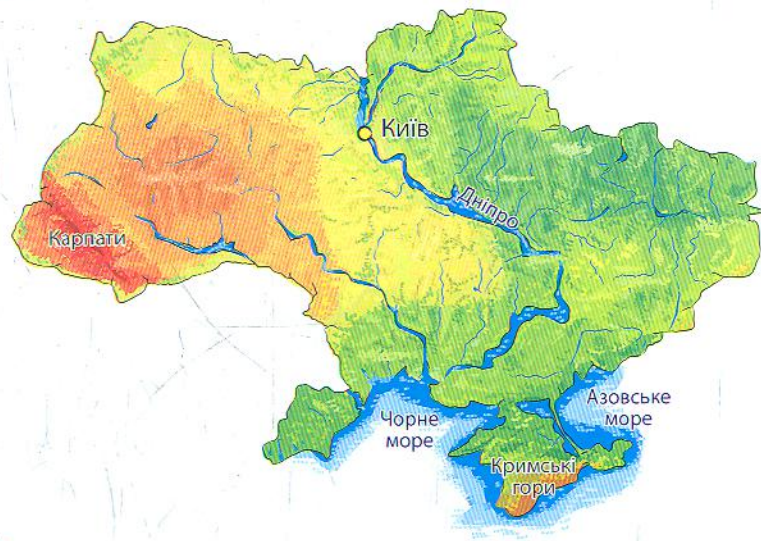 Київ
Дніпро
Карпати
Азовське
море
Чорне
море
Кримські
гори